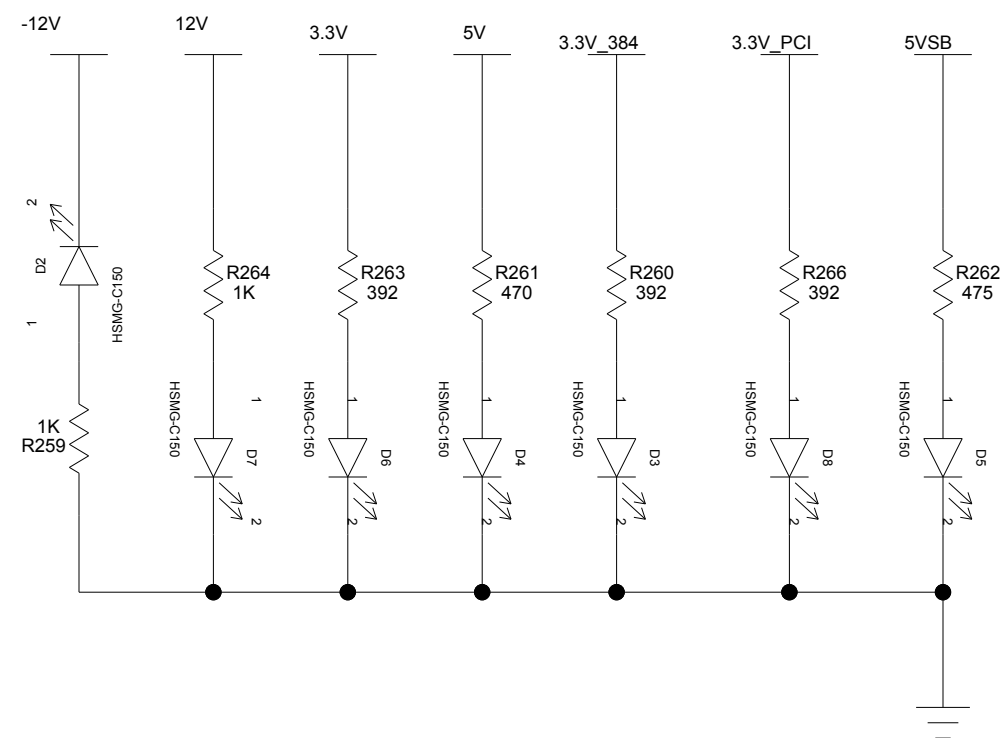 -12V
12V
3.3V
5V
3.3V_384
3.3V_PCI
5VSB
2
D2
1
HSMG-C150
1K
R259
R264
1K
HSMG-C150
1
D7
2
R263
392
HSMG-C150
1
D6
2
R261
470
HSMG-C150
1
D4
2
R260
392
HSMG-C150
1
D3
2
R266
392
HSMG-C150
1
D8
2
R262
475
HSMG-C150
1
D5
2